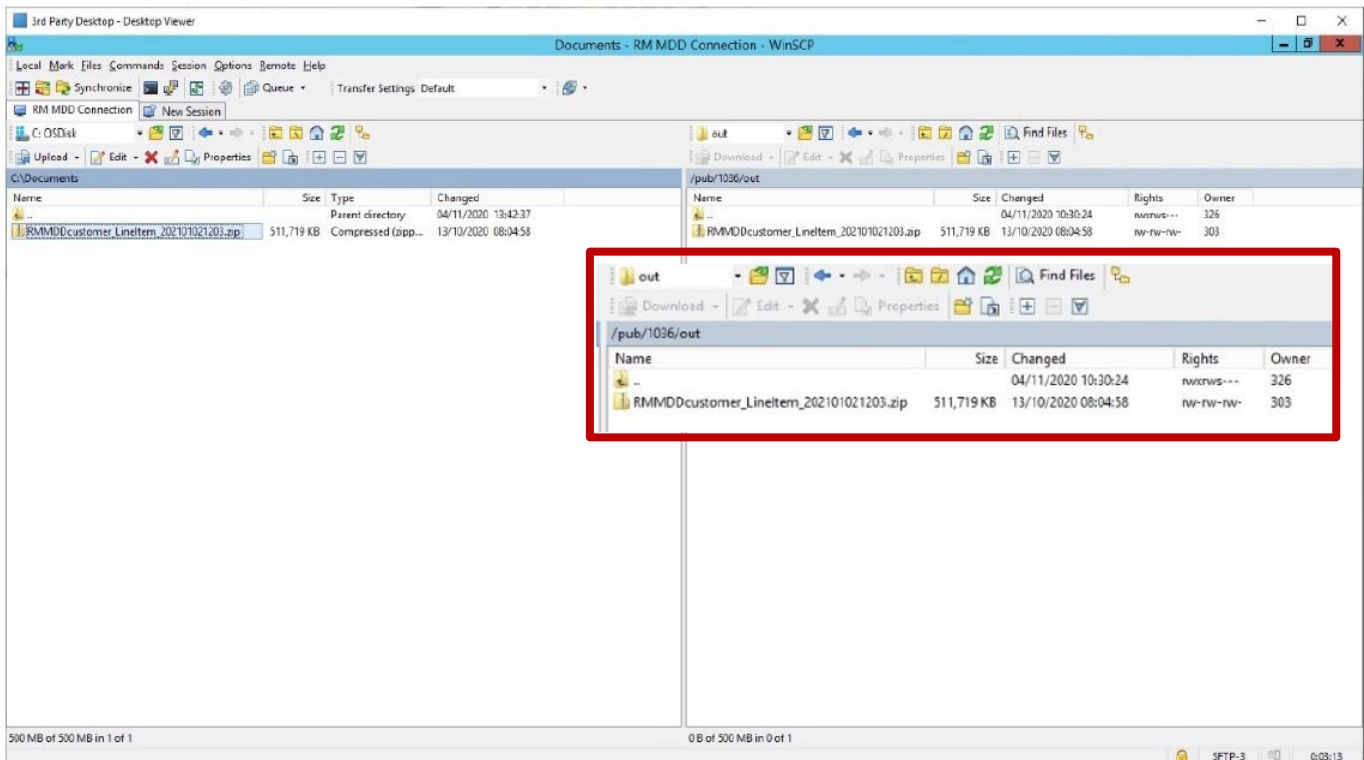 3rd Party Desktop - Desktop Viewer
Documents - RM MDD Connection - WinSCP
Local Mark Files Commands Session Options Remote Help
Synchronize Queue Transfer Settings Default
RM MDD Connection New Session
C: OSDisk
Upload Edit Properties
C:\Documents
Name Size Type Changed
.. Parent directory 04/11/2020 13:42:37
RMMDDcustomer_LineItem_202101021203.zip 511,719 KB Compressed (zipp... 13/10/2020 08:04:58
out Find Files
Download Edit Properties
/pub/1036/out
Name Size Changed Rights Owner
.. 04/11/2020 10:30:24 rwxrws--- 326
RMMDDcustomer_LineItem_202101021203.zip 511,719 KB 13/10/2020 08:04:58 rw-rw-rw- 303
out Find Files
Download Edit Properties
/pub/1036/out
Name Size Changed Rights Owner
.. 04/11/2020 10:30:24 rwxrws--- 326
RMMDDcustomer_LineItem_202101021203.zip 511,719 KB 13/10/2020 08:04:58 rw-rw-rw- 303
500 MB of 500 MB in 1 of 1
0 B of 500 MB in 0 of 1
SFTP-3 0:03:13